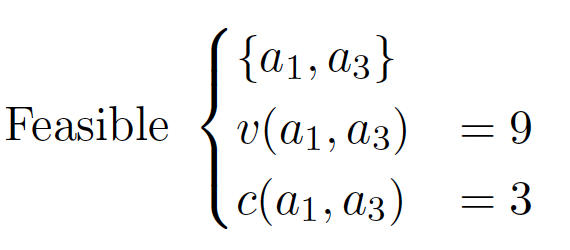 {a₁, a₃}
Feasible v(a₁, a₃) = 9
c(a₁, a₃) = 3